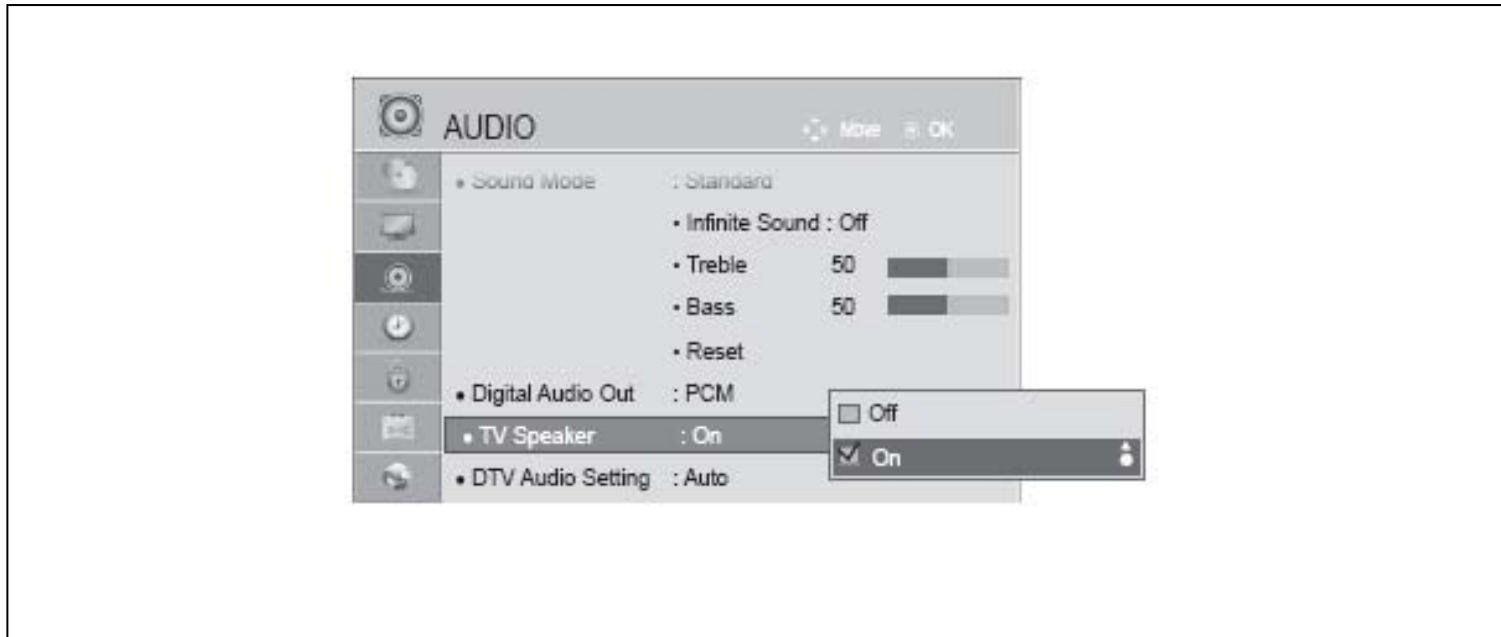 AUDIO Move OK
• Sound Mode : Standard
• Infinite Sound : Off
• Treble 50
• Bass 50
• Reset
• Digital Audio Out : PCM
Off
• TV Speaker : On
On
• DTV Audio Setting : Auto